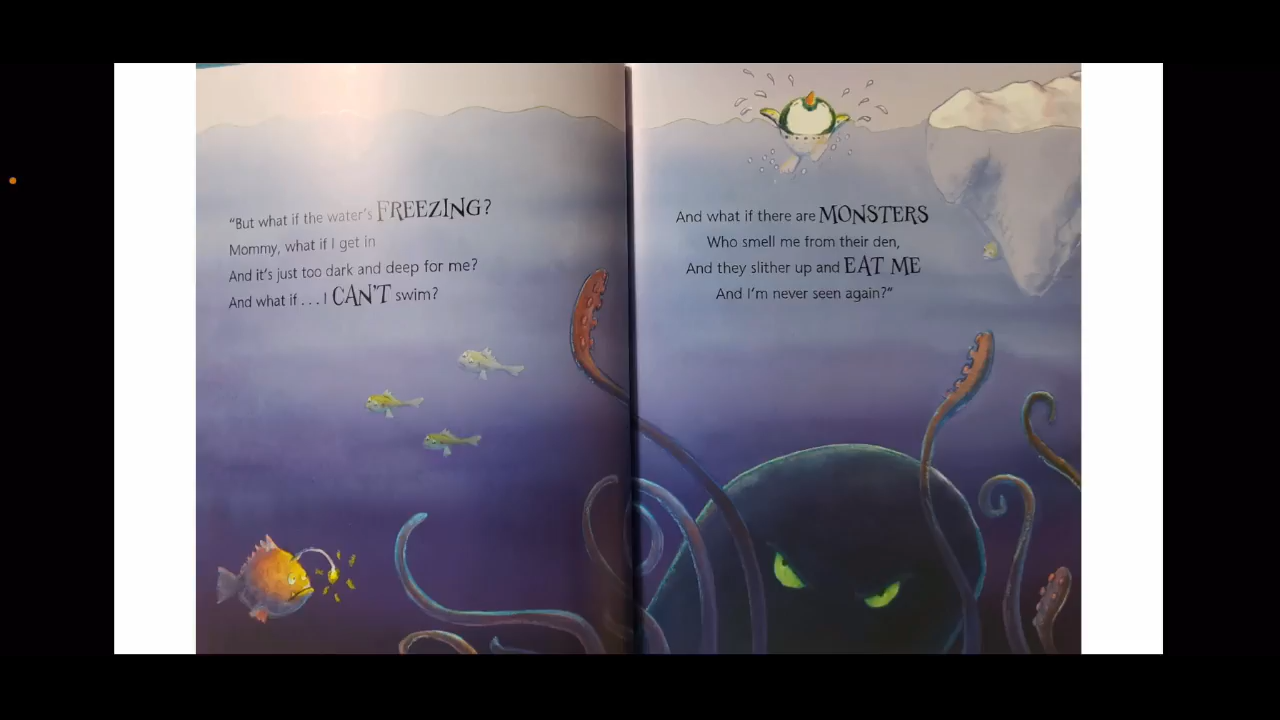 "But what if the water's FREEZING?
Mommy, what if I get in
And it's just too dark and deep for me?
And what if . . . I CAN'T swim?
And what if there are MONSTERS
Who smell me from their den,
And they slither up and EAT ME
And I'm never seen again?"